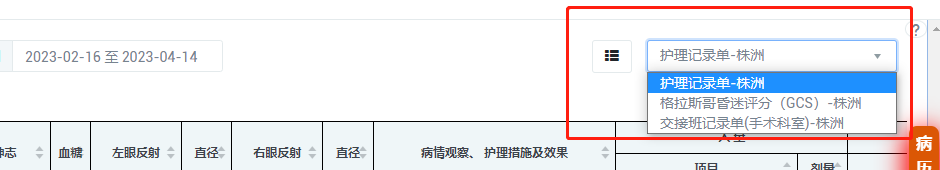 ?
2023-02-16 至 2023-04-14
护理记录单-株洲
护理记录单-株洲
格拉斯哥昏迷评分（GCS）-株洲
交接班记录单(手术科室)-株洲
神志 血糖 左眼反射 直径 右眼反射 直径 病情观察、护理措施及效果
项目 剂量
病
历